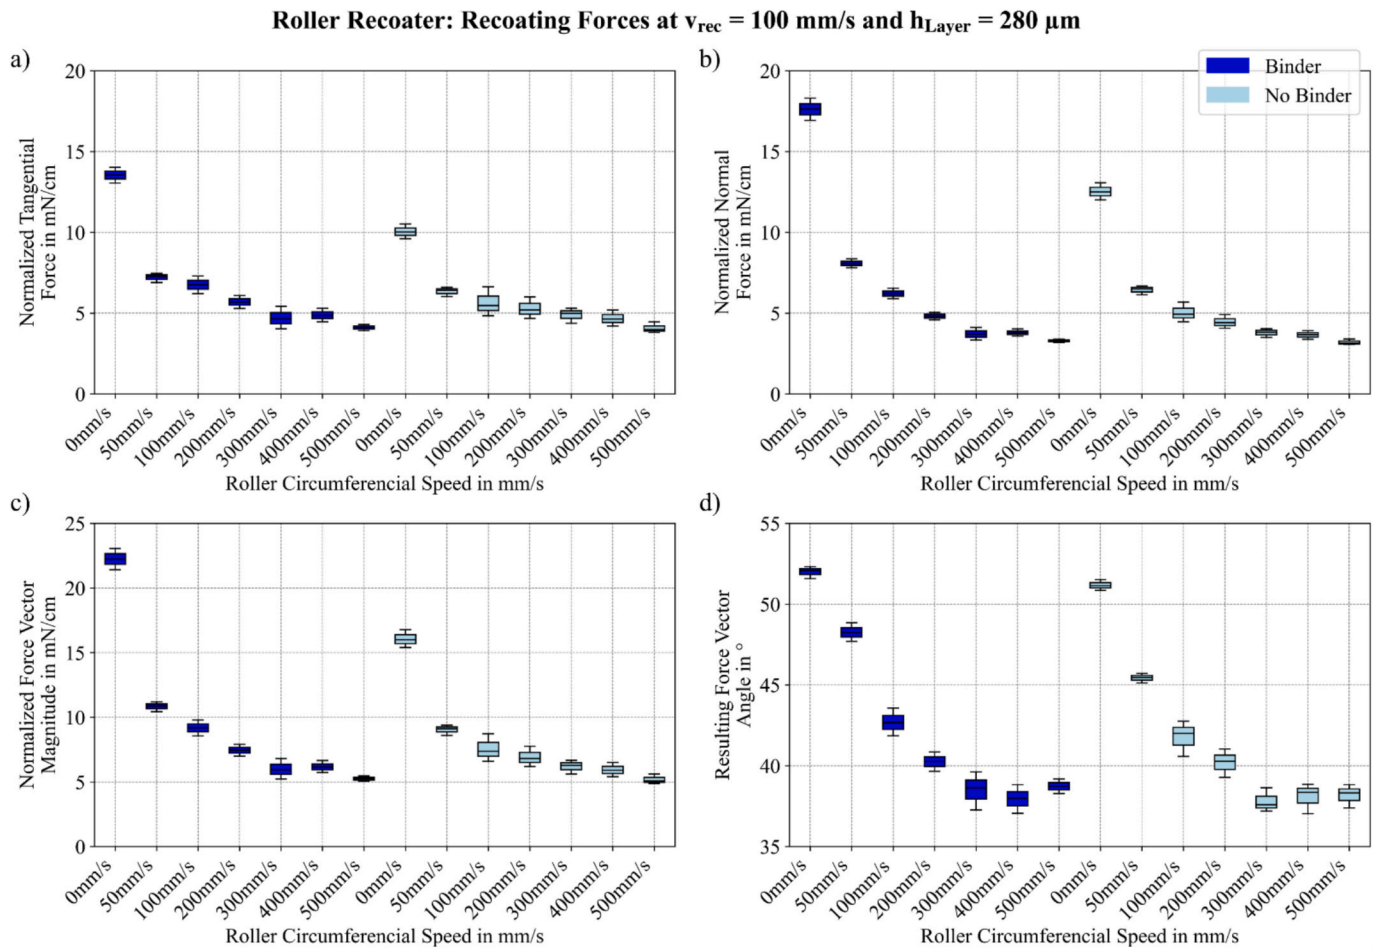 Roller Recoater: Recoating Forces at vrec = 100 mm/s and hLayer = 280 µm
a)
Normalized Tangential
Force in mN/cm
20
15
10
5
0
0mm/s
50mm/s
100mm/s
200mm/s
300mm/s
400mm/s
500mm/s
0mm/s
50mm/s
100mm/s
200mm/s
300mm/s
400mm/s
500mm/s
Roller Circumferencial Speed in mm/s
b)
Binder
No Binder
Normalized Normal
Force in mN/cm
20
15
10
5
0
0mm/s
50mm/s
100mm/s
200mm/s
300mm/s
400mm/s
500mm/s
0mm/s
50mm/s
100mm/s
200mm/s
300mm/s
400mm/s
500mm/s
Roller Circumferencial Speed in mm/s
c)
Normalized Force Vector
Magnitude in mN/cm
25
20
15
10
5
0
0mm/s
50mm/s
100mm/s
200mm/s
300mm/s
400mm/s
500mm/s
0mm/s
50mm/s
100mm/s
200mm/s
300mm/s
400mm/s
500mm/s
Roller Circumferencial Speed in mm/s
d)
Resulting Force Vector
Angle in °
55
50
45
40
35
0mm/s
50mm/s
100mm/s
200mm/s
300mm/s
400mm/s
500mm/s
0mm/s
50mm/s
100mm/s
200mm/s
300mm/s
400mm/s
500mm/s
Roller Circumferencial Speed in mm/s